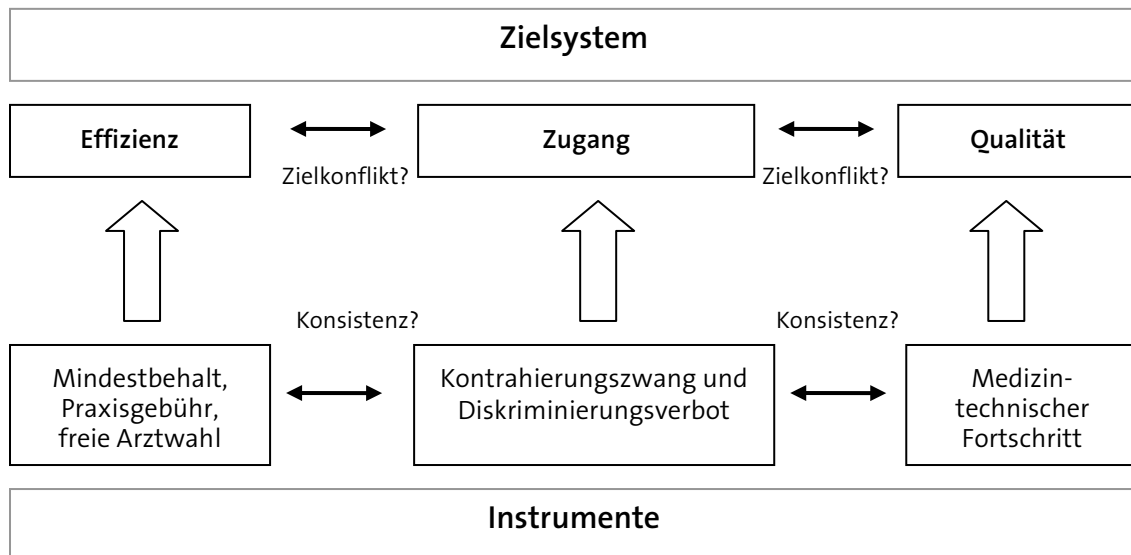 Zielsystem
Effizienz
Zugang
Qualität
Zielkonflikt?
Zielkonflikt?
Konsistenz?
Konsistenz?
Mindestbehalt,
Praxisgebühr,
freie Arztwahl
Kontrahierungszwang und
Diskriminierungsverbot
Medizin-
technischer
Fortschritt
Instrumente